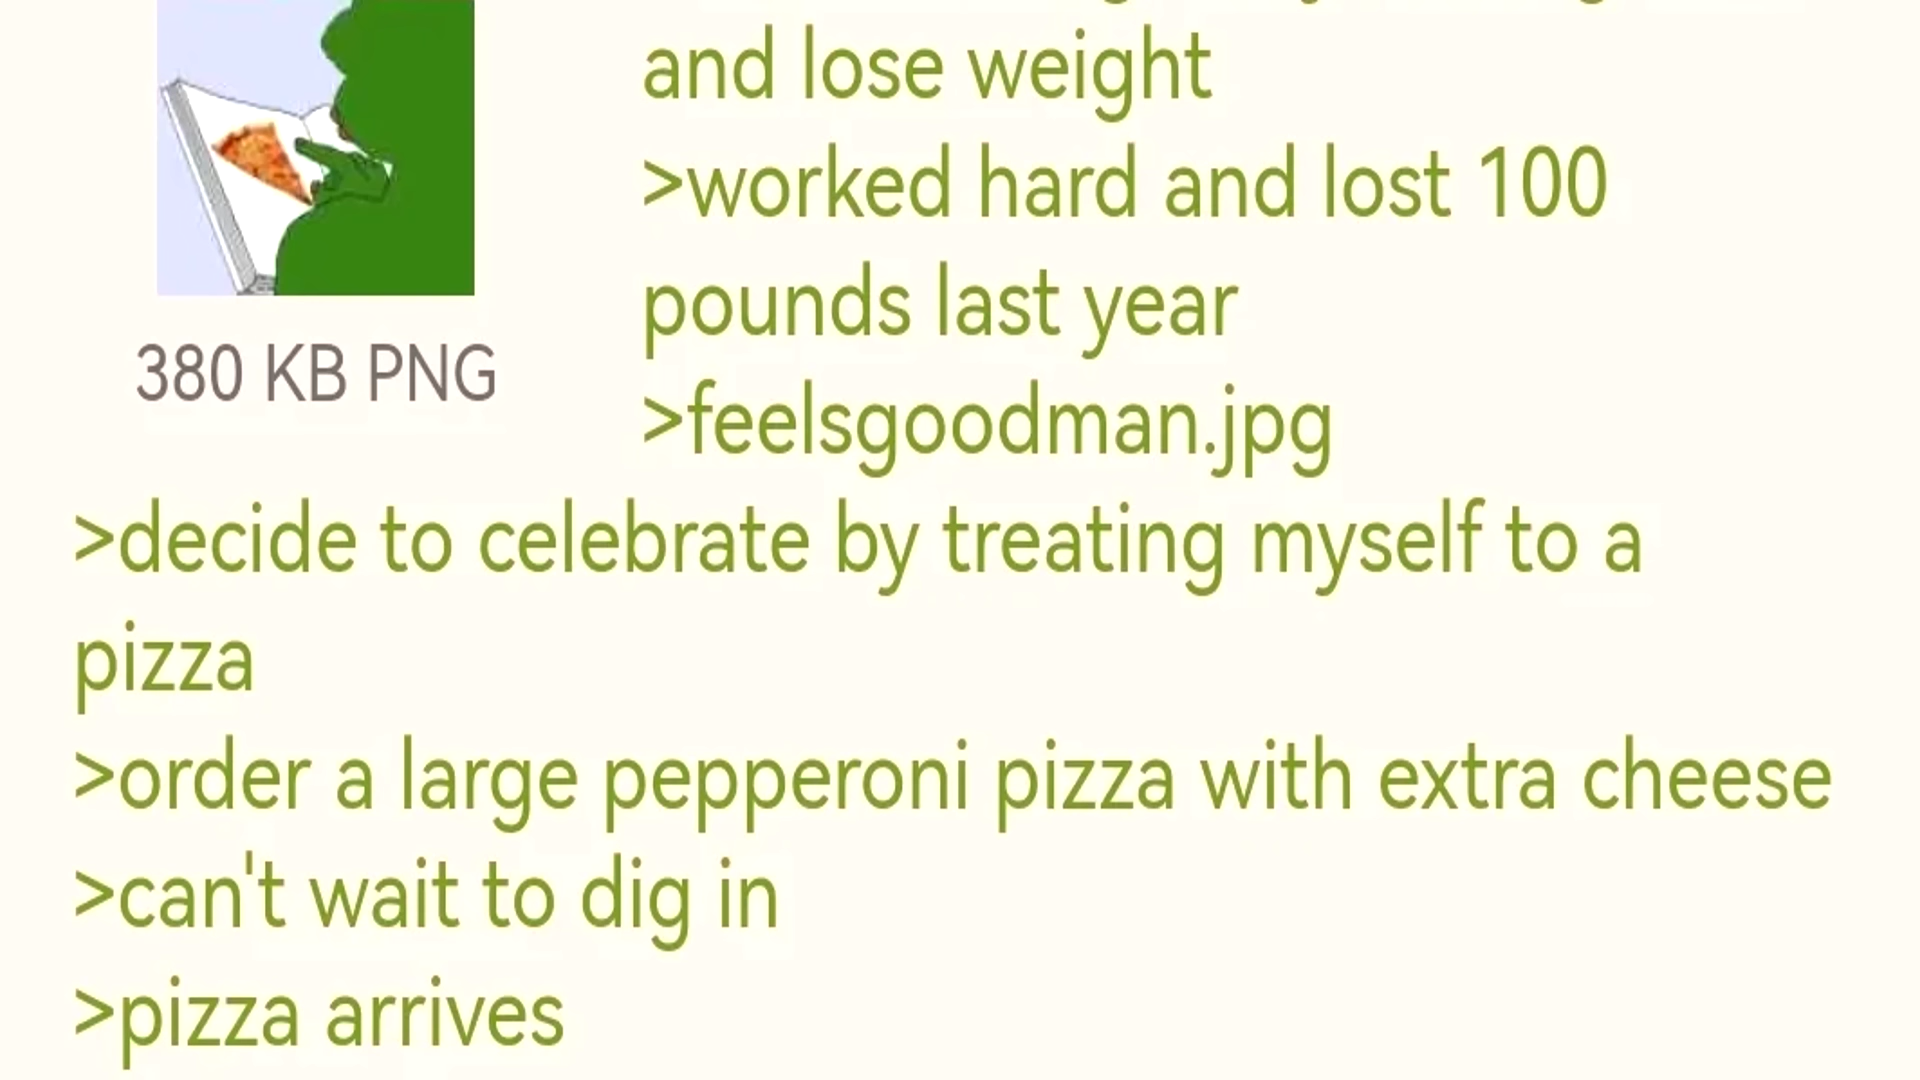 and lose weight
>worked hard and lost 100
pounds last year
>feelsgoodman.jpg
380 KB PNG
>decide to celebrate by treating myself to a
pizza
>order a large pepperoni pizza with extra cheese
>can't wait to dig in
>pizza arrives